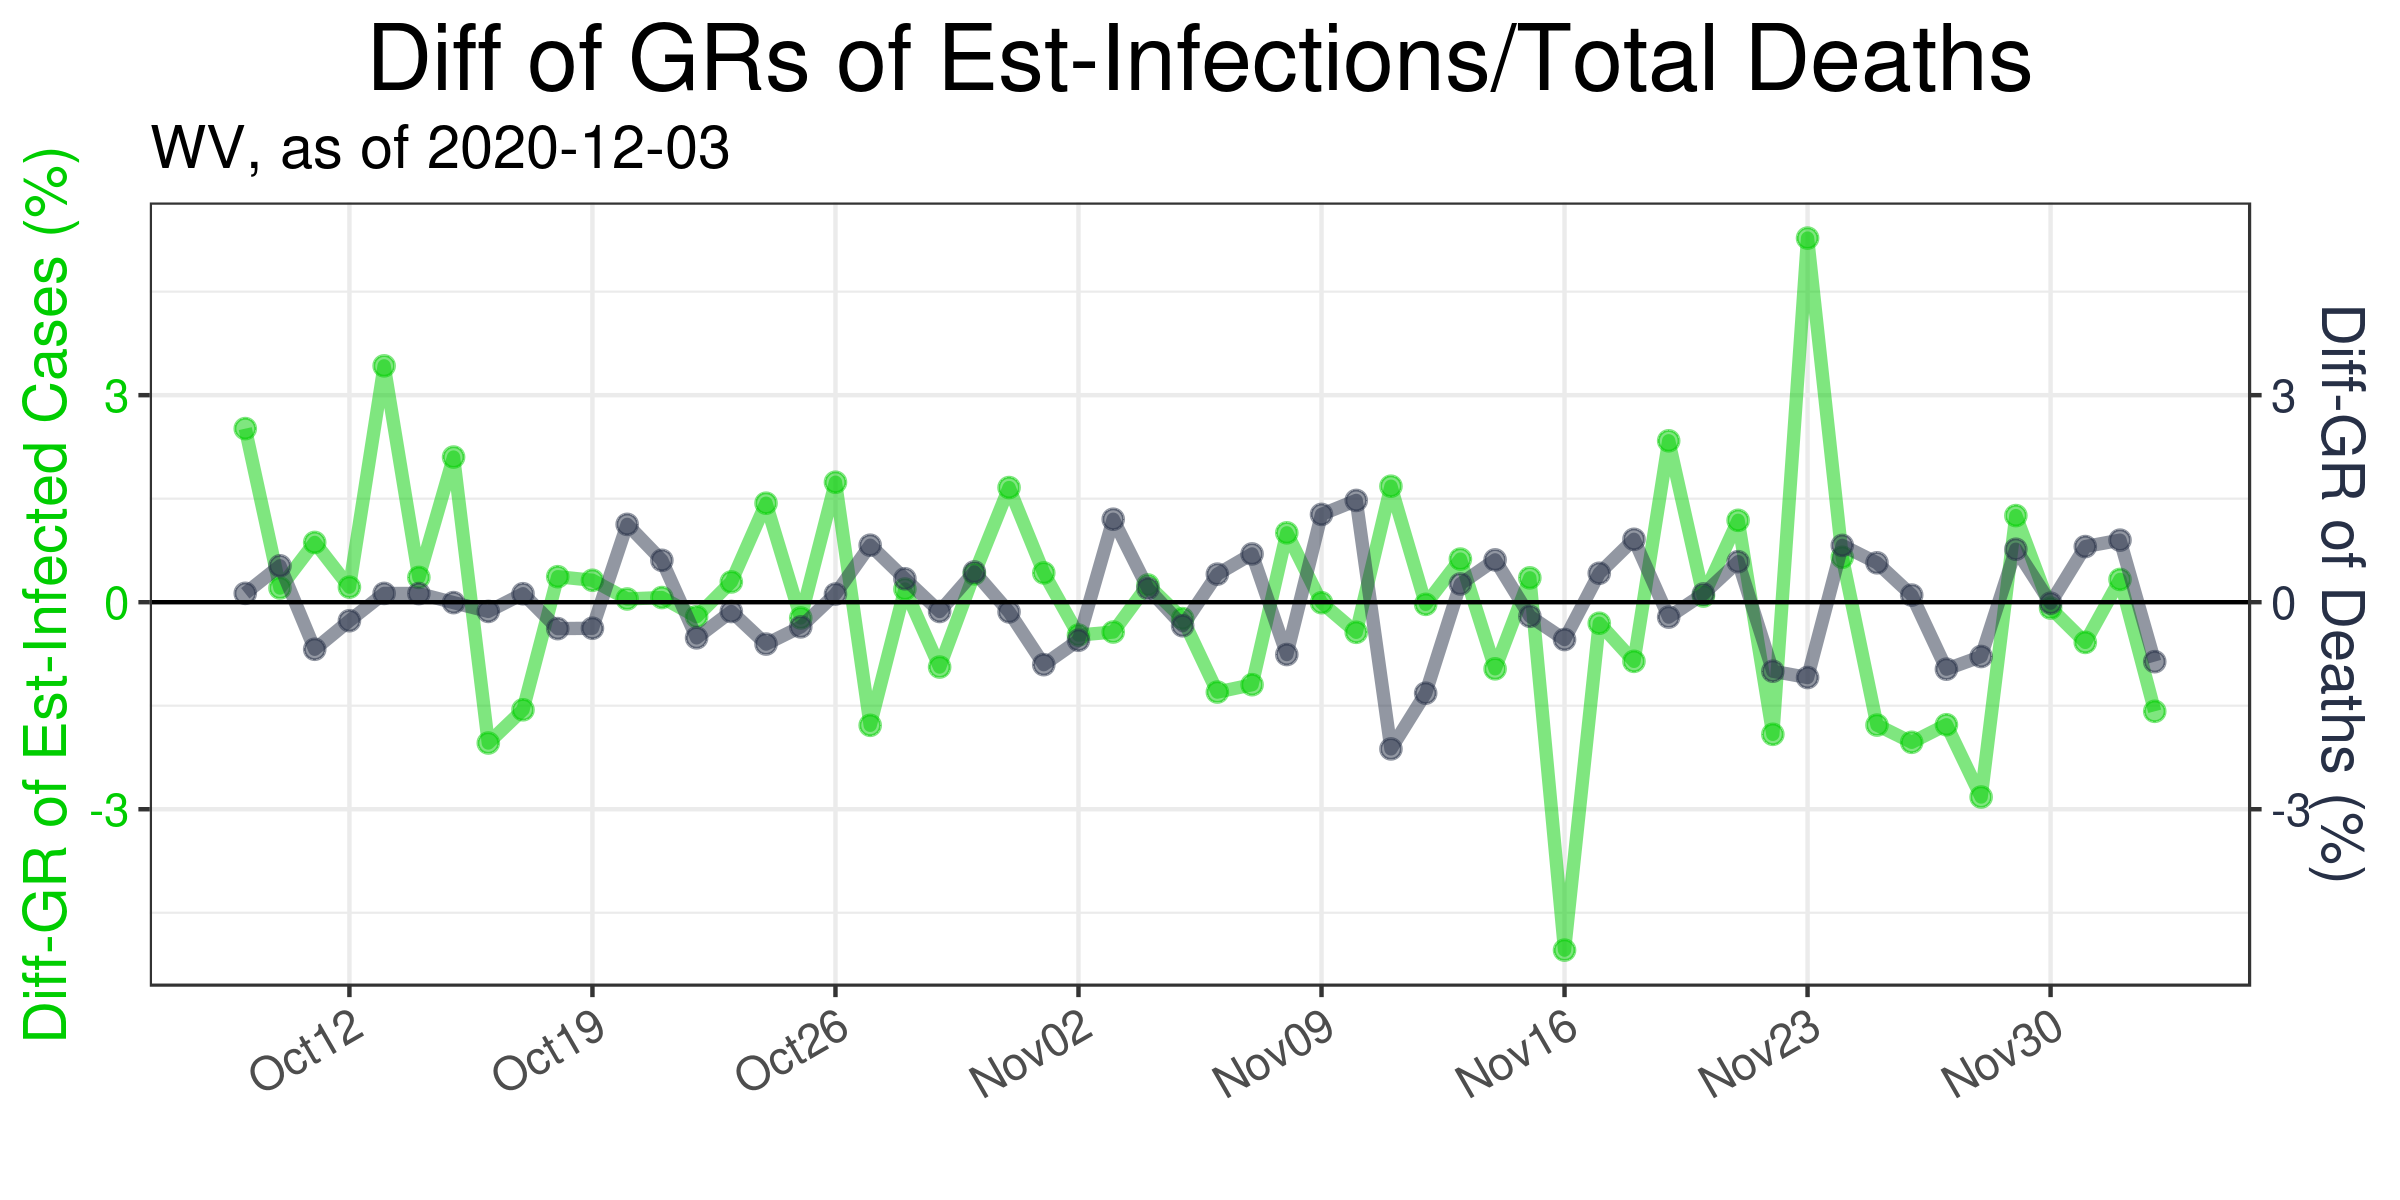 Diff of GRs of Est-Infections/Total Deaths
WV, as of 2020-12-03
Diff-GR of Est-Infected Cases (%)
3
0
-3
3
0
-3
Diff-GR of Deaths (%)
Oct12
Oct19
Oct26
Nov02
Nov09
Nov16
Nov23
Nov30